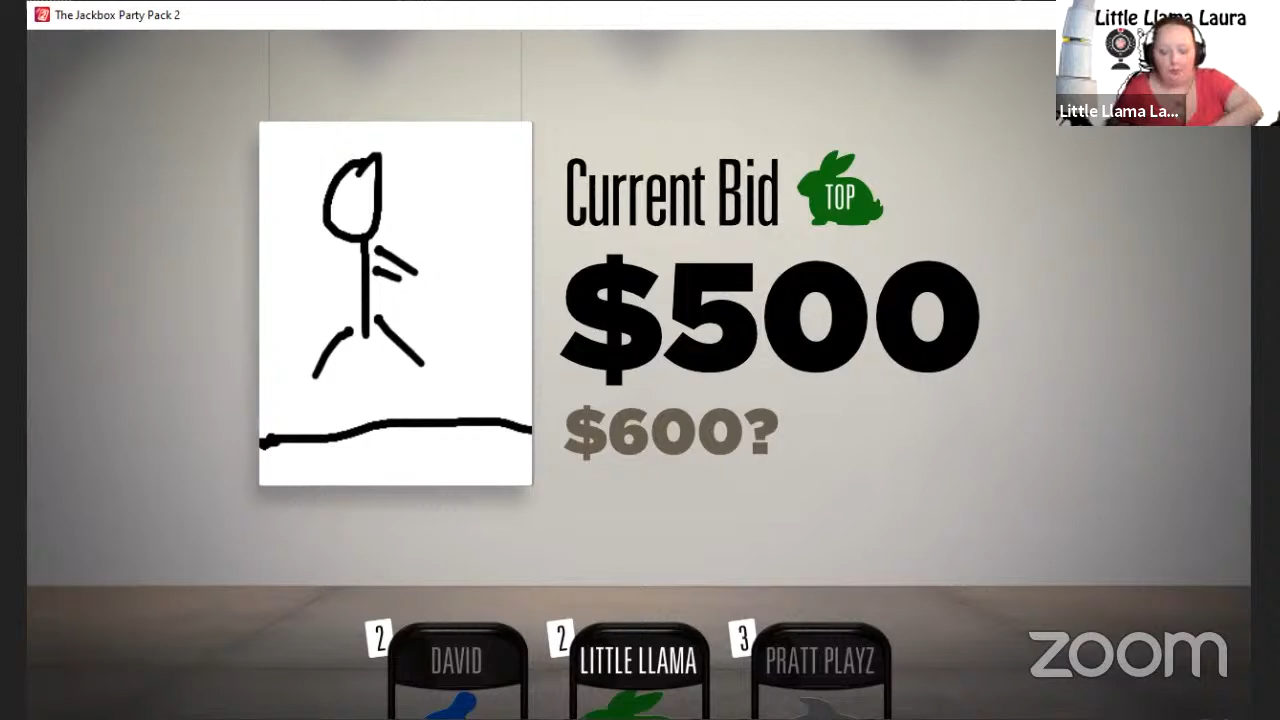 The Jackbox Party Pack 2
Little Llama Laura
Little Llama La...
Current Bid
TOP
$500
$600?
2
DAVID
2
LITTLE LLAMA
3
PRATT PLAYZ
zoom